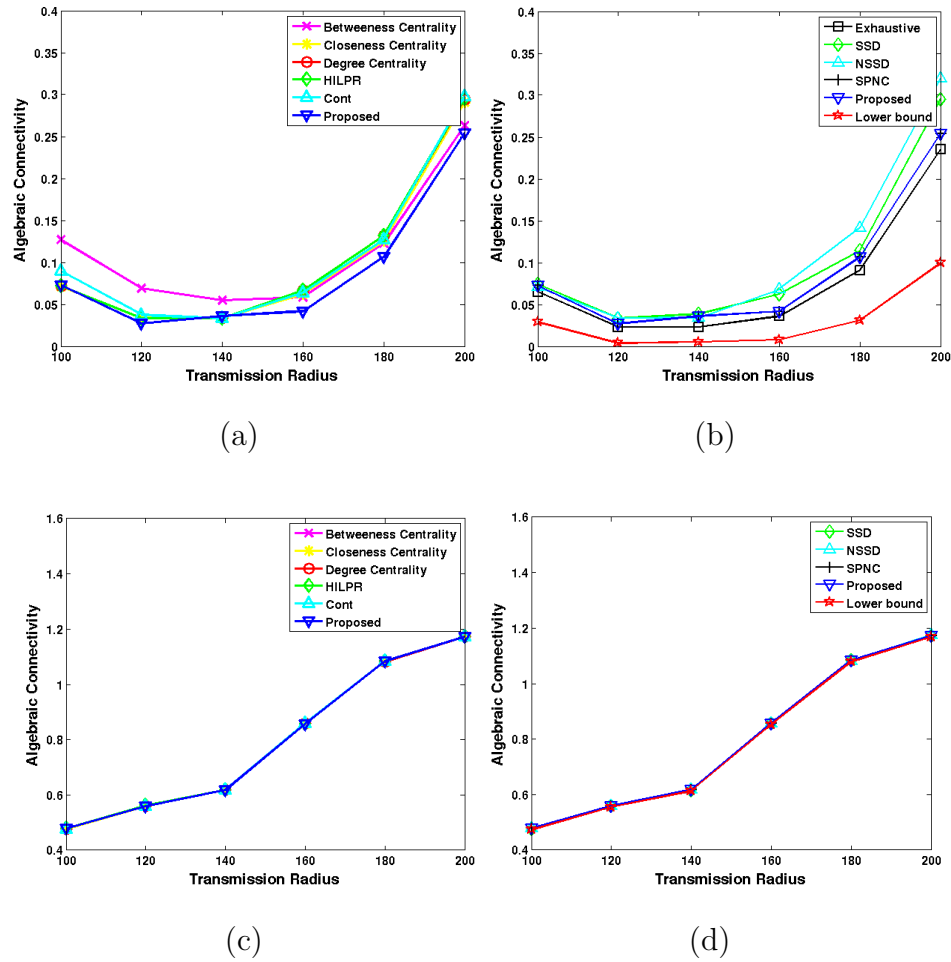 0.4
0.35
0.3
0.25
0.2
0.15
0.1
0.05
0
Algebraic Connectivity
Betweeness Centrality
Closeness Centrality
Degree Centrality
HILPR
Cont
Proposed
100 120 140 160 180 200
Transmission Radius
(a)
0.4
0.35
0.3
0.25
0.2
0.15
0.1
0.05
0
Algebraic Connectivity
Exhaustive
SSD
NSSD
SPNC
Proposed
Lower bound
100 120 140 160 180 200
Transmission Radius
(b)
1.6
1.4
1.2
1
0.8
0.6
0.4
Algebraic Connectivity
Betweeness Centrality
Closeness Centrality
Degree Centrality
HILPR
Cont
Proposed
100 120 140 160 180 200
Transmission Radius
(c)
1.6
1.4
1.2
1
0.8
0.6
0.4
Algebraic Connectivity
SSD
NSSD
SPNC
Proposed
Lower bound
100 120 140 160 180 200
Transmission Radius
(d)